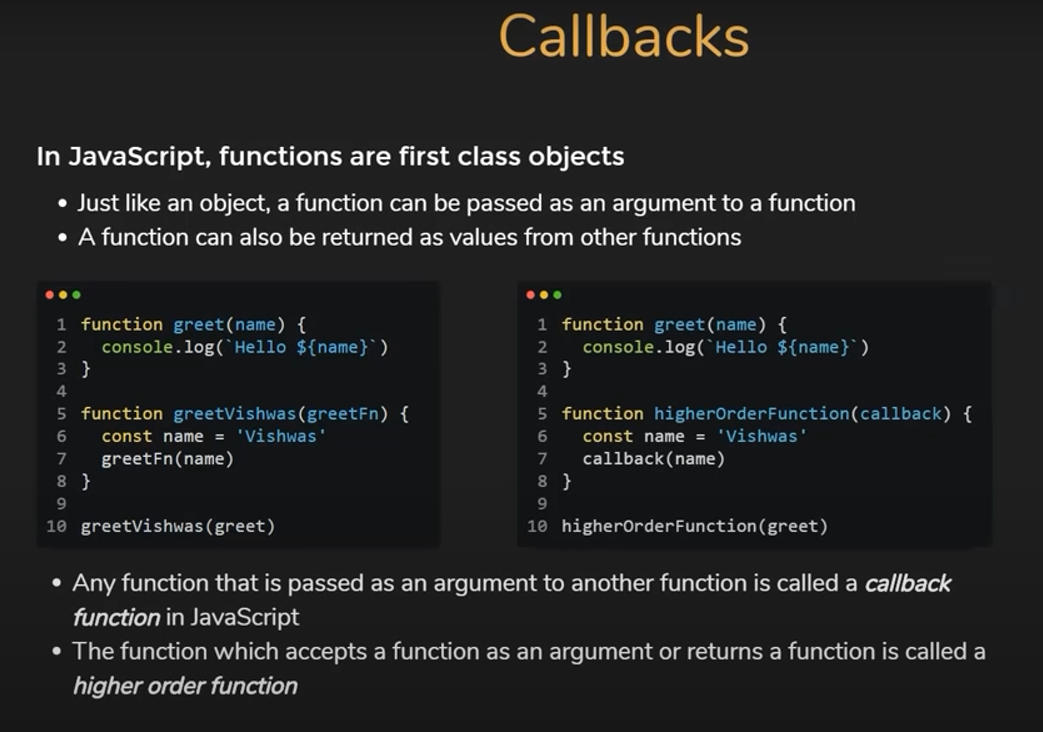 Callbacks
In JavaScript, functions are first class objects
• Just like an object, a function can be passed as an argument to a function
• A function can also be returned as values from other functions
1 function greet(name) {
2   console.log(`Hello ${name}`)
3 }
4
5 function greetVishwas(greetFn) {
6   const name = 'Vishwas'
7   greetFn(name)
8 }
9
10 greetVishwas(greet)
1 function greet(name) {
2   console.log(`Hello ${name}`)
3 }
4
5 function higherOrderFunction(callback) {
6   const name = 'Vishwas'
7   callback(name)
8 }
9
10 higherOrderFunction(greet)
• Any function that is passed as an argument to another function is called a callback
function in JavaScript
• The function which accepts a function as an argument or returns a function is called a
higher order function